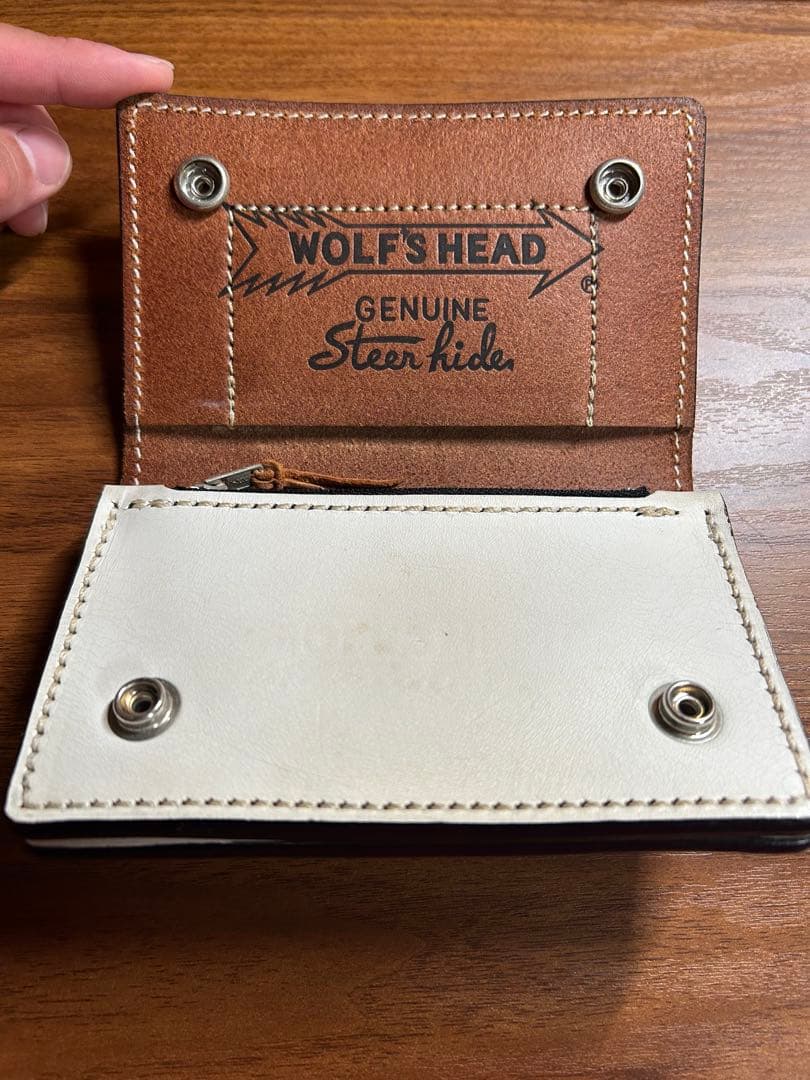 WOLF'S HEAD
®
GENUINE
Steer hide